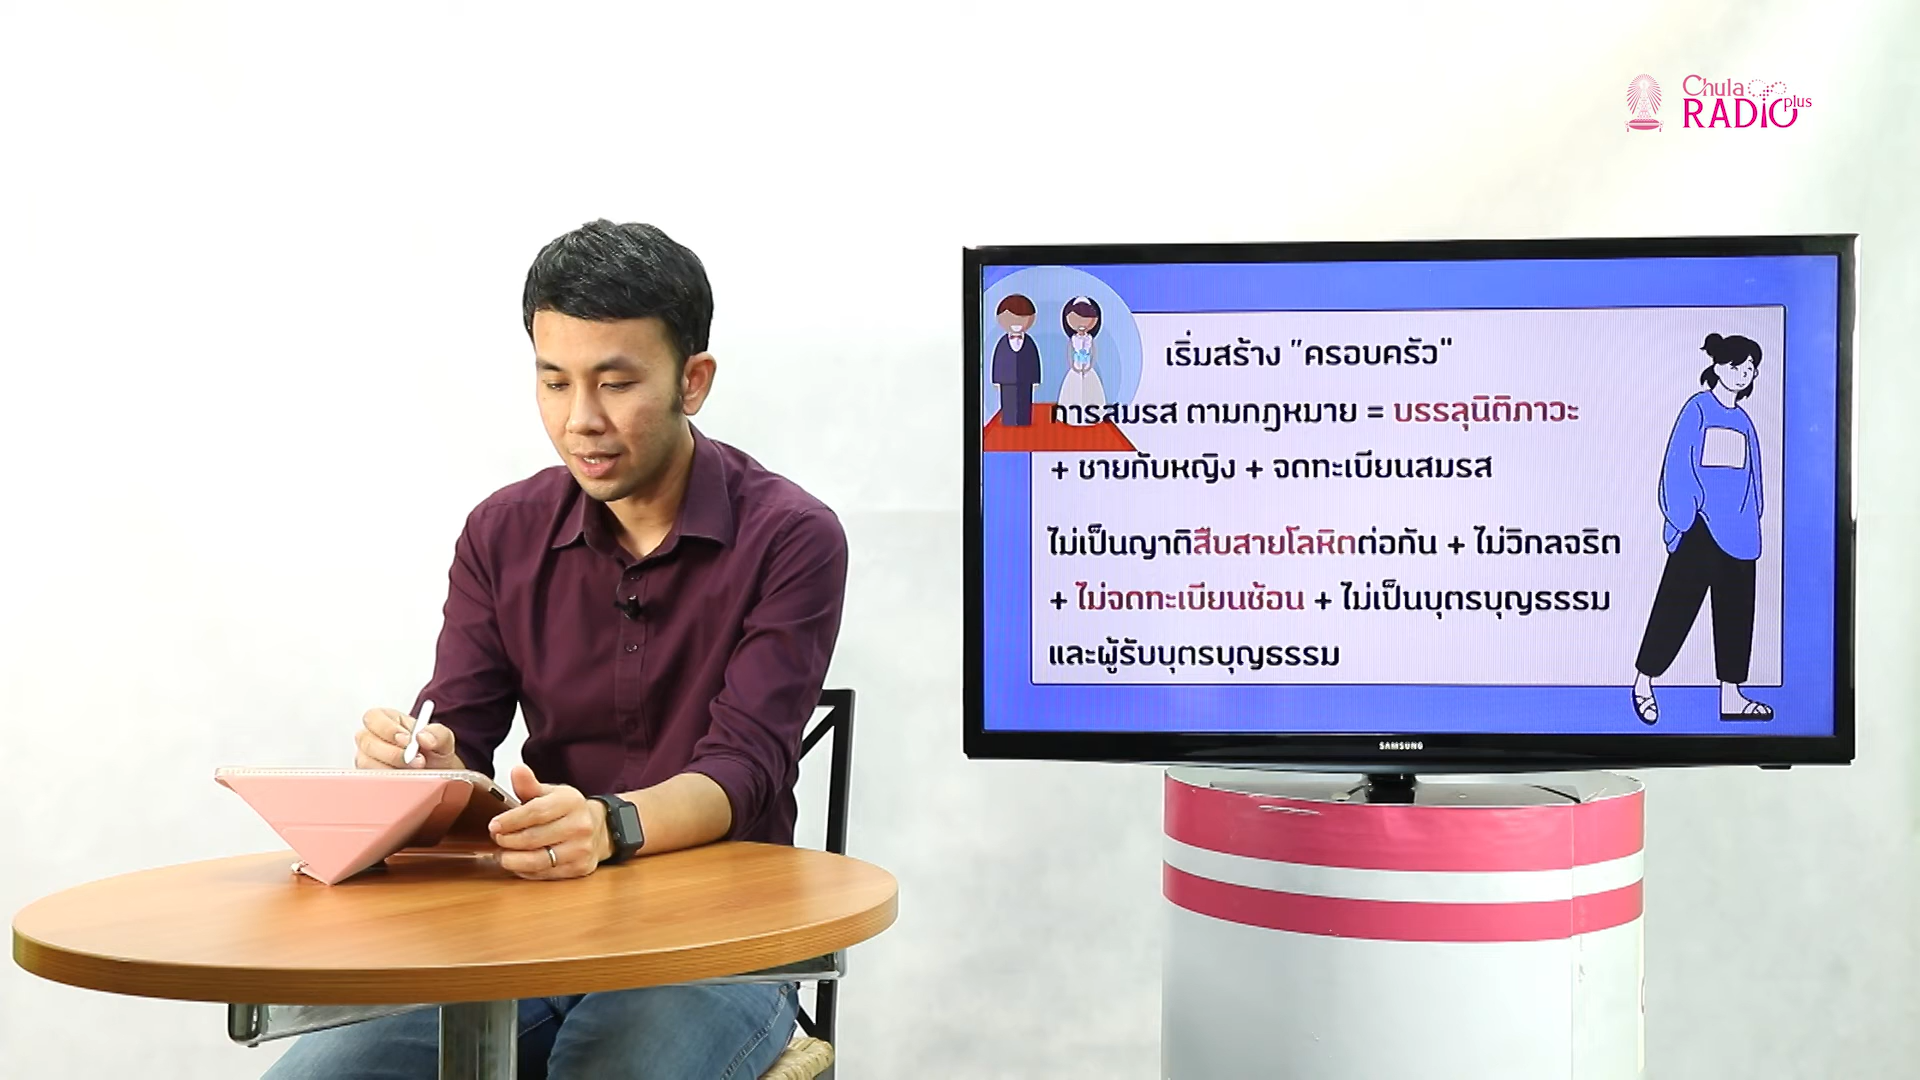 Chula
RADIO plus
เริ่มสร้าง "ครอบครัว"
การสมรส ตามกฎหมาย = บรรลุนิติภาวะ
+ ชายกับหญิง + จดทะเบียนสมรส
ไม่เป็นญาติสืบสายโลหิตต่อกัน + ไม่วิกลจริต
+ ไม่จดทะเบียนซ้อน + ไม่เป็นบุตรบุญธรรม
และผู้รับบุตรบุญธรรม
SAMSUNG